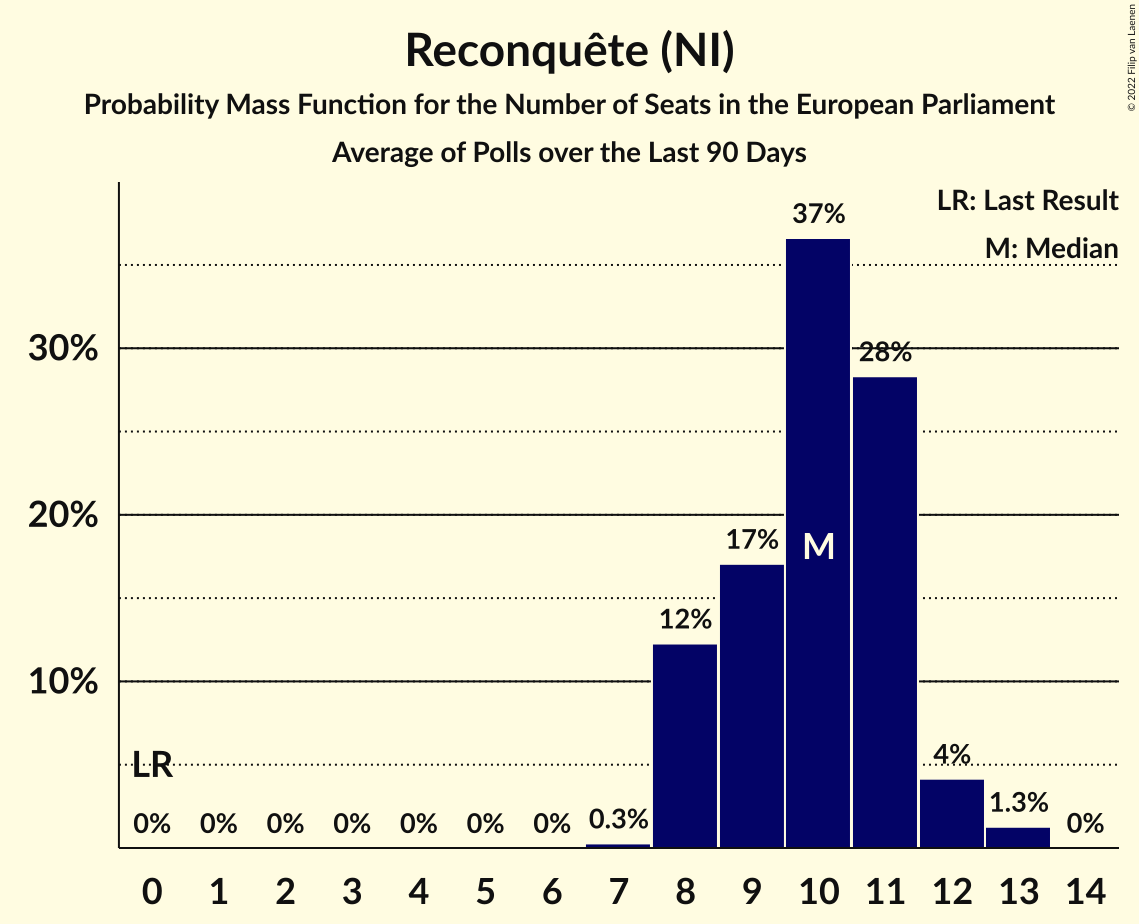 Reconquête (NI)
Probability Mass Function for the Number of Seats in the European Parliament
Average of Polls over the Last 90 Days
© 2022 Filip van Laenen
LR: Last Result
M: Median
37%
30%
28%
20%
17%
M
12%
10%
LR
4%
0% 0% 0% 0% 0% 0% 0% 0.3% 1.3% 0%
0 1 2 3 4 5 6 7 8 9 10 11 12 13 14